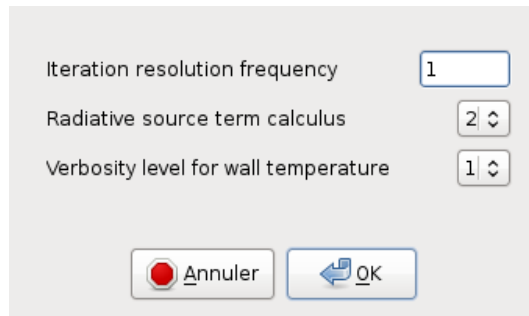 Iteration resolution frequency 1
Radiative source term calculus 2
Verbosity level for wall temperature 1
Annuler OK